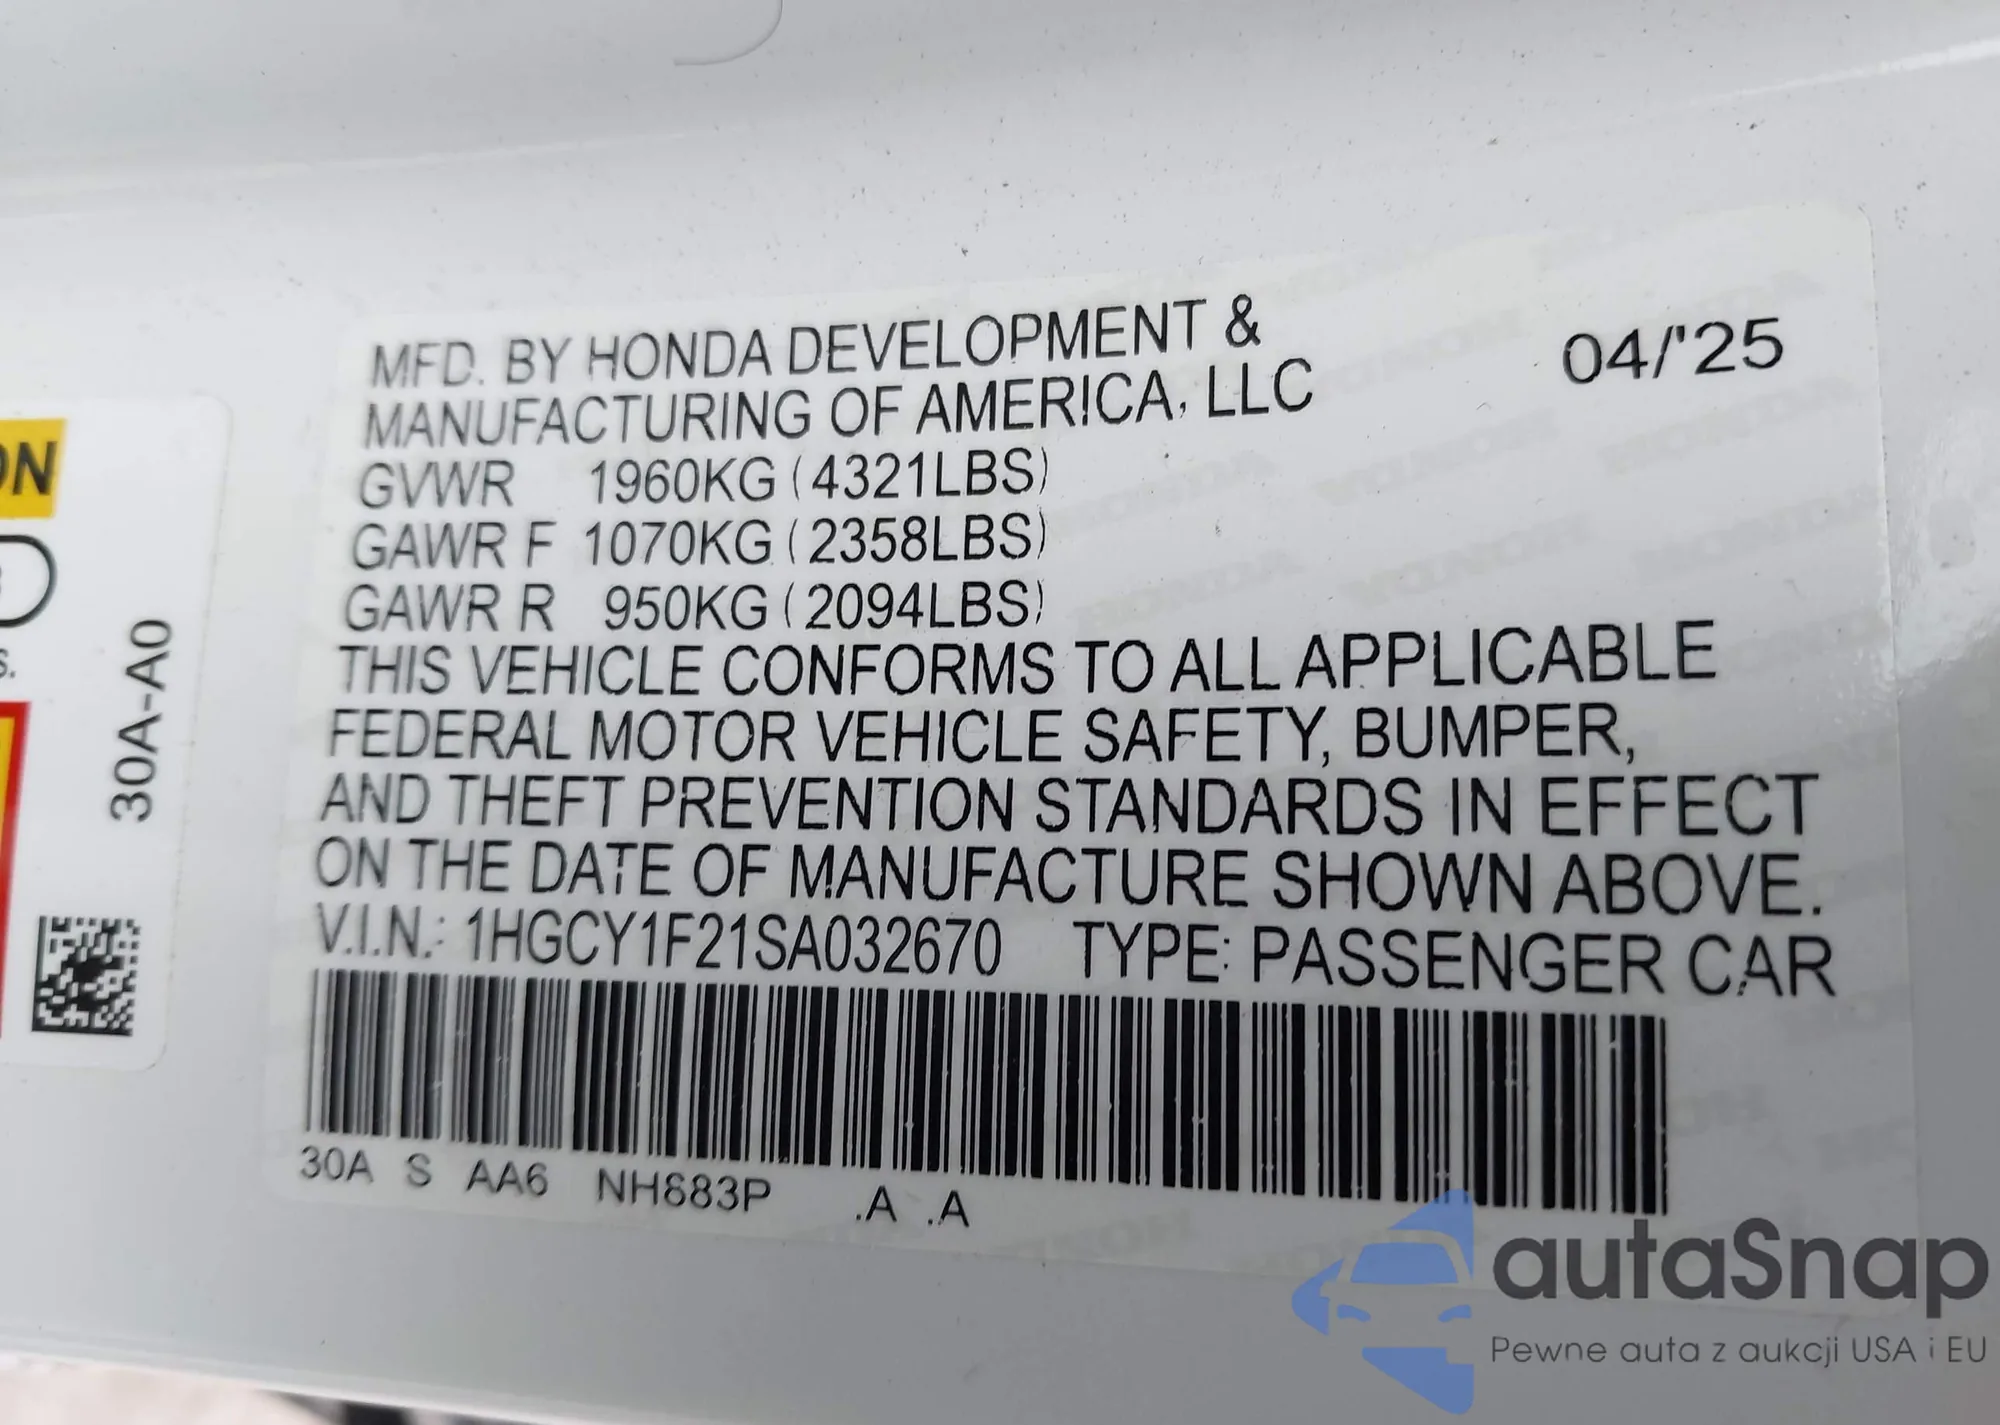 MFD. BY HONDA DEVELOPMENT &
MANUFACTURING OF AMERICA, LLC
04/'25
GVWR 1960KG (4321LBS)
GAWR F 1070KG (2358LBS)
GAWR R 950KG (2094LBS)
THIS VEHICLE CONFORMS TO ALL APPLICABLE
FEDERAL MOTOR VEHICLE SAFETY, BUMPER,
AND THEFT PREVENTION STANDARDS IN EFFECT
ON THE DATE OF MANUFACTURE SHOWN ABOVE.
V.I.N.: 1HGCY1F21SA032670 TYPE: PASSENGER CAR
30A S AA6 NH883P .A .A
30A-A0
autaSnap
Pewne auta z aukcji USA i EU